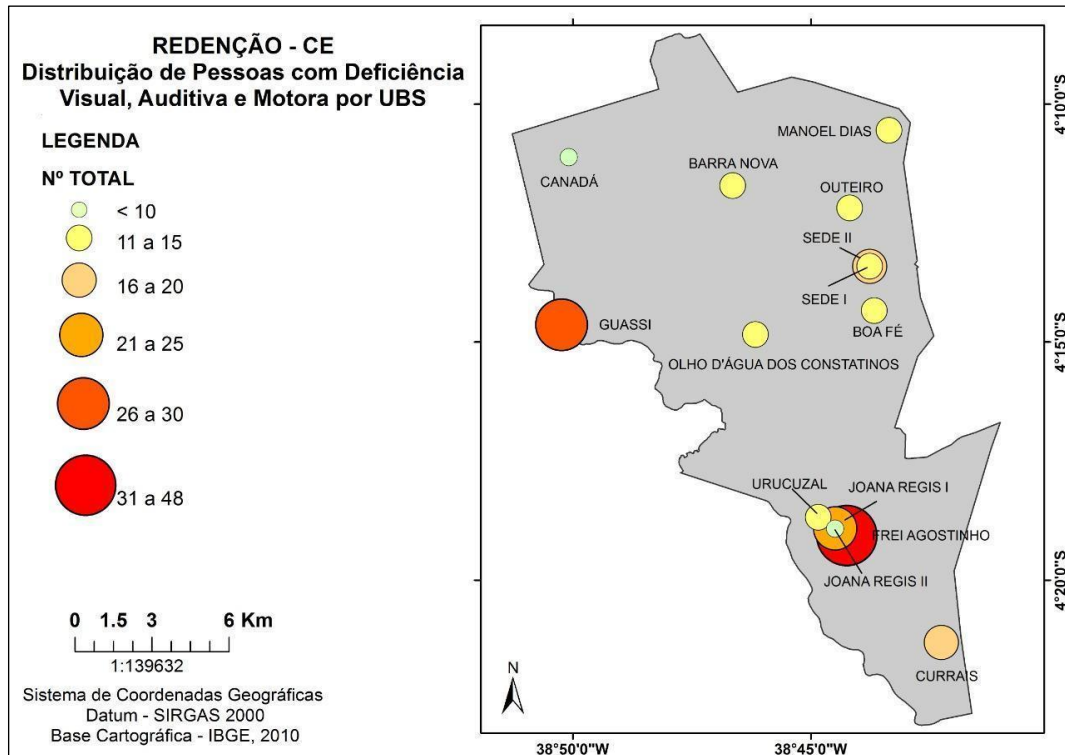 REDENÇÃO - CE
Distribuição de Pessoas com Deficiência
Visual, Auditiva e Motora por UBS
LEGENDA
Nº TOTAL
< 10
11 a 15
16 a 20
21 a 25
26 a 30
31 a 48
0 1.5 3 6 Km
1:139632
Sistema de Coordenadas Geográficas
Datum - SIRGAS 2000
Base Cartográfica - IBGE, 2010
MANOEL DIAS
BARRA NOVA
CANADÁ
OUTEIRO
SEDE II
SEDE I
GUASSI
BOA FÉ
OLHO D'ÁGUA DOS CONSTATINOS
URUCUZAL
JOANA REGIS I
FREI AGOSTINHO
JOANA REGIS II
CURRAIS
N
4°10'0"S
4°15'0"S
4°20'0"S
38°50'0"W
38°45'0"W